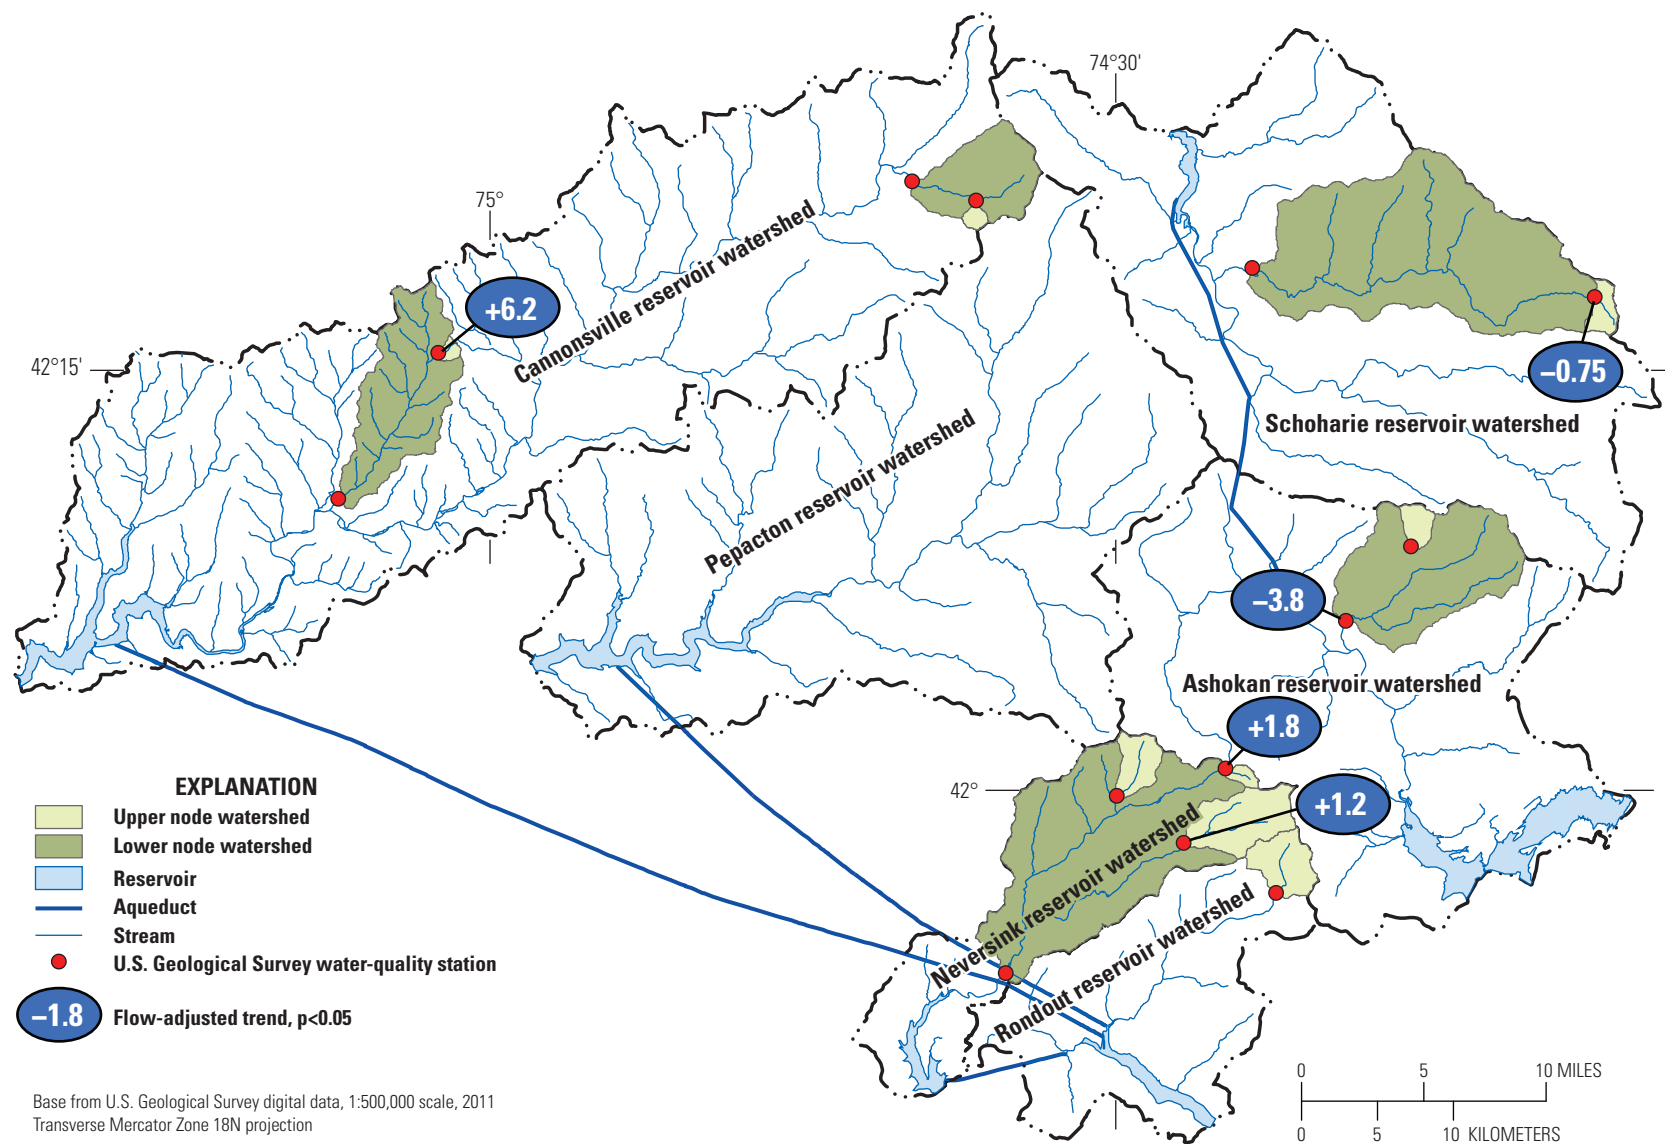 74°30'
75°
+6.2
Cannonsville reservoir watershed
42°15'
−0.75
Schoharie reservoir watershed
Pepacton reservoir watershed
−3.8
Ashokan reservoir watershed
+1.8
42°
+1.2
Neversink reservoir watershed
Rondout reservoir watershed
EXPLANATION
Upper node watershed
Lower node watershed
Reservoir
Aqueduct
Stream
U.S. Geological Survey water-quality station
−1.8
Flow-adjusted trend, p<0.05
0 5 10 MILES
0 5 10 KILOMETERS
Base from U.S. Geological Survey digital data, 1:500,000 scale, 2011
Transverse Mercator Zone 18N projection